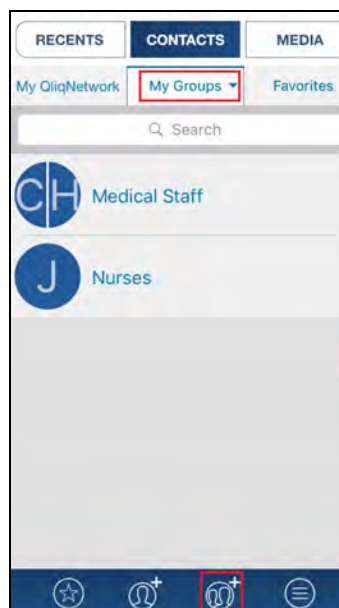 RECENTS CONTACTS MEDIA
My QliqNetwork My Groups Favorites
Search
CH Medical Staff
J Nurses